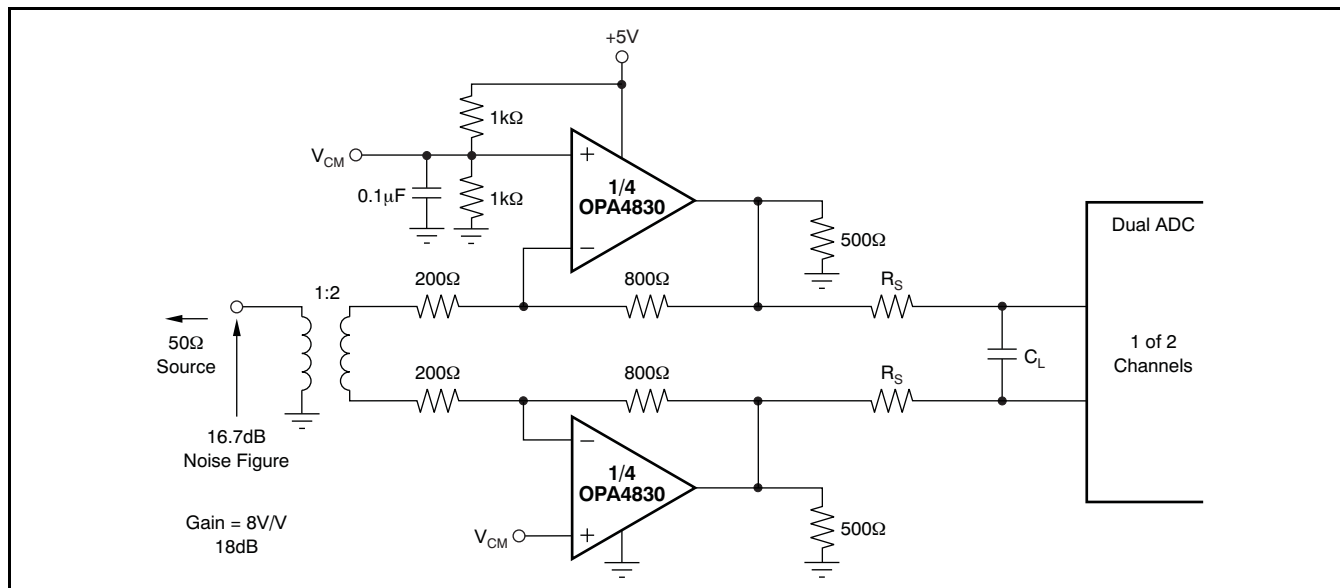 +5V
1kΩ
V_CM
+
0.1μF
1kΩ
1/4
OPA4830
−
500Ω
Dual ADC
200Ω
800Ω
R_S
1:2
50Ω
Source
1 of 2
Channels
C_L
200Ω
800Ω
R_S
16.7dB
Noise Figure
−
1/4
OPA4830
Gain = 8V/V
18dB
V_CM
+
500Ω